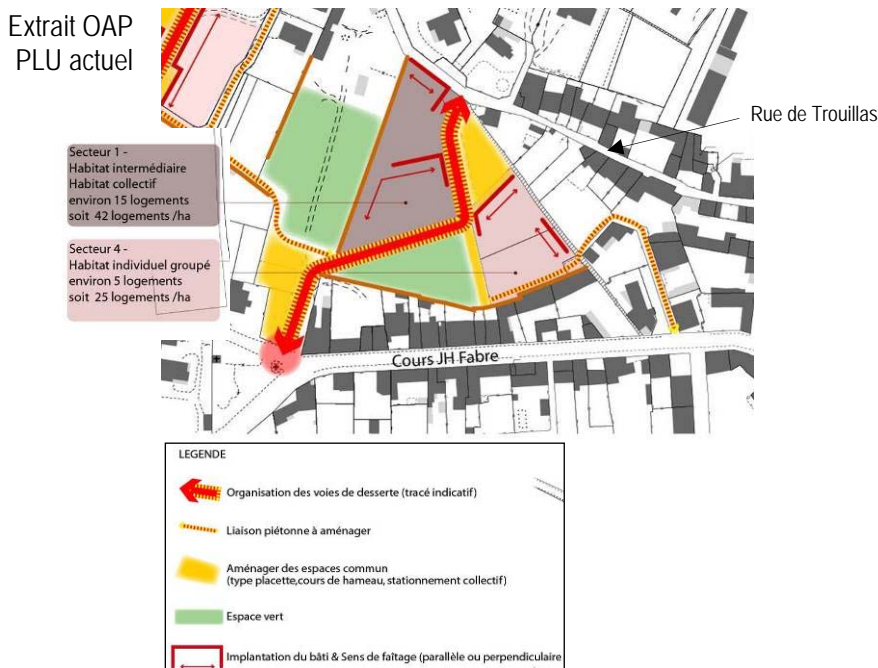 Extrait OAP
PLU actuel
Rue de Trouillas
Secteur 1 -
Habitat intermédiaire
Habitat collectif
environ 15 logements
soit 42 logements /ha
Secteur 4 -
Habitat individuel groupé
environ 5 logements
soit 25 logements /ha
Cours JH Fabre
LEGENDE
Organisation des voies de desserte (tracé indicatif)
Liaison piétonne à aménager
Aménager des espaces commun
(type placette,cours de hameau, stationnement collectif)
Espace vert
Implantation du bâti & Sens de faîtage (parallèle ou perpendiculaire